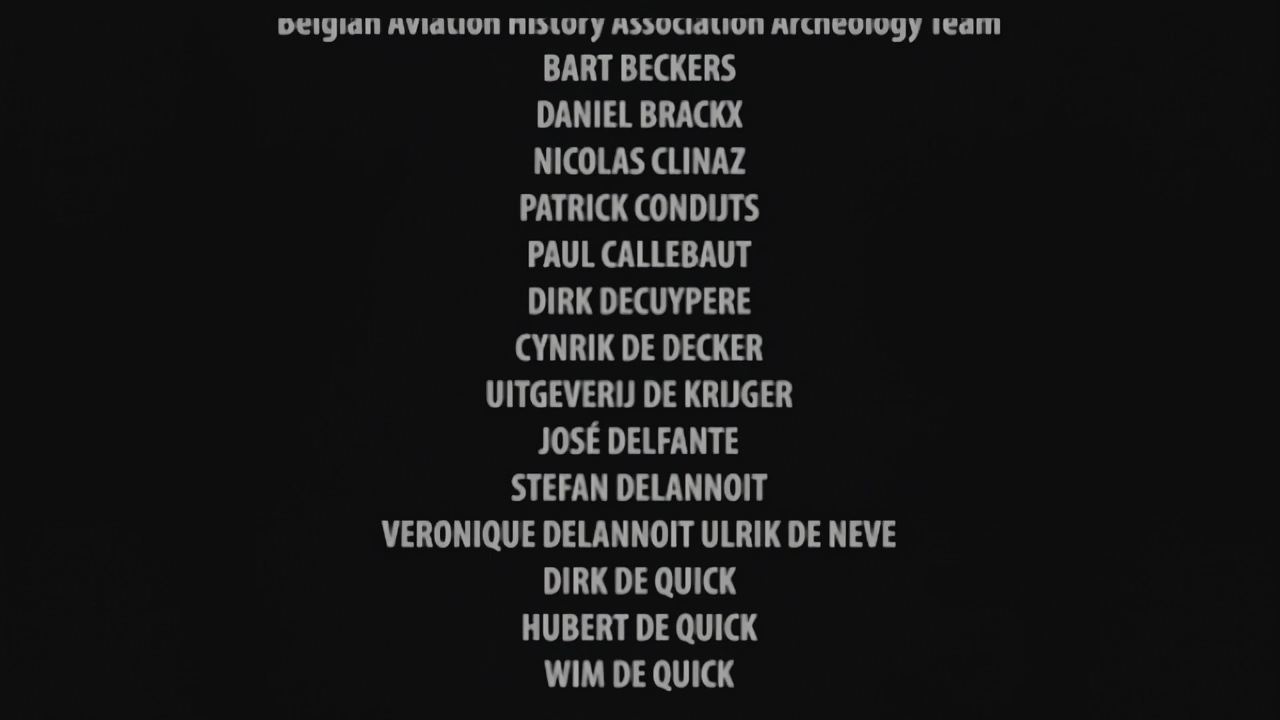 Belgian Aviation History Association Archeology Team
BART BECKERS
DANIEL BRACKX
NICOLAS CLINAZ
PATRICK CONDIJTS
PAUL CALLEBAUT
DIRK DECUYPERE
CYNRIK DE DECKER
UITGEVERIJ DE KRIJGER
JOSÉ DELFANTE
STEFAN DELANNOIT
VERONIQUE DELANNOIT ULRIK DE NEVE
DIRK DE QUICK
HUBERT DE QUICK
WIM DE QUICK